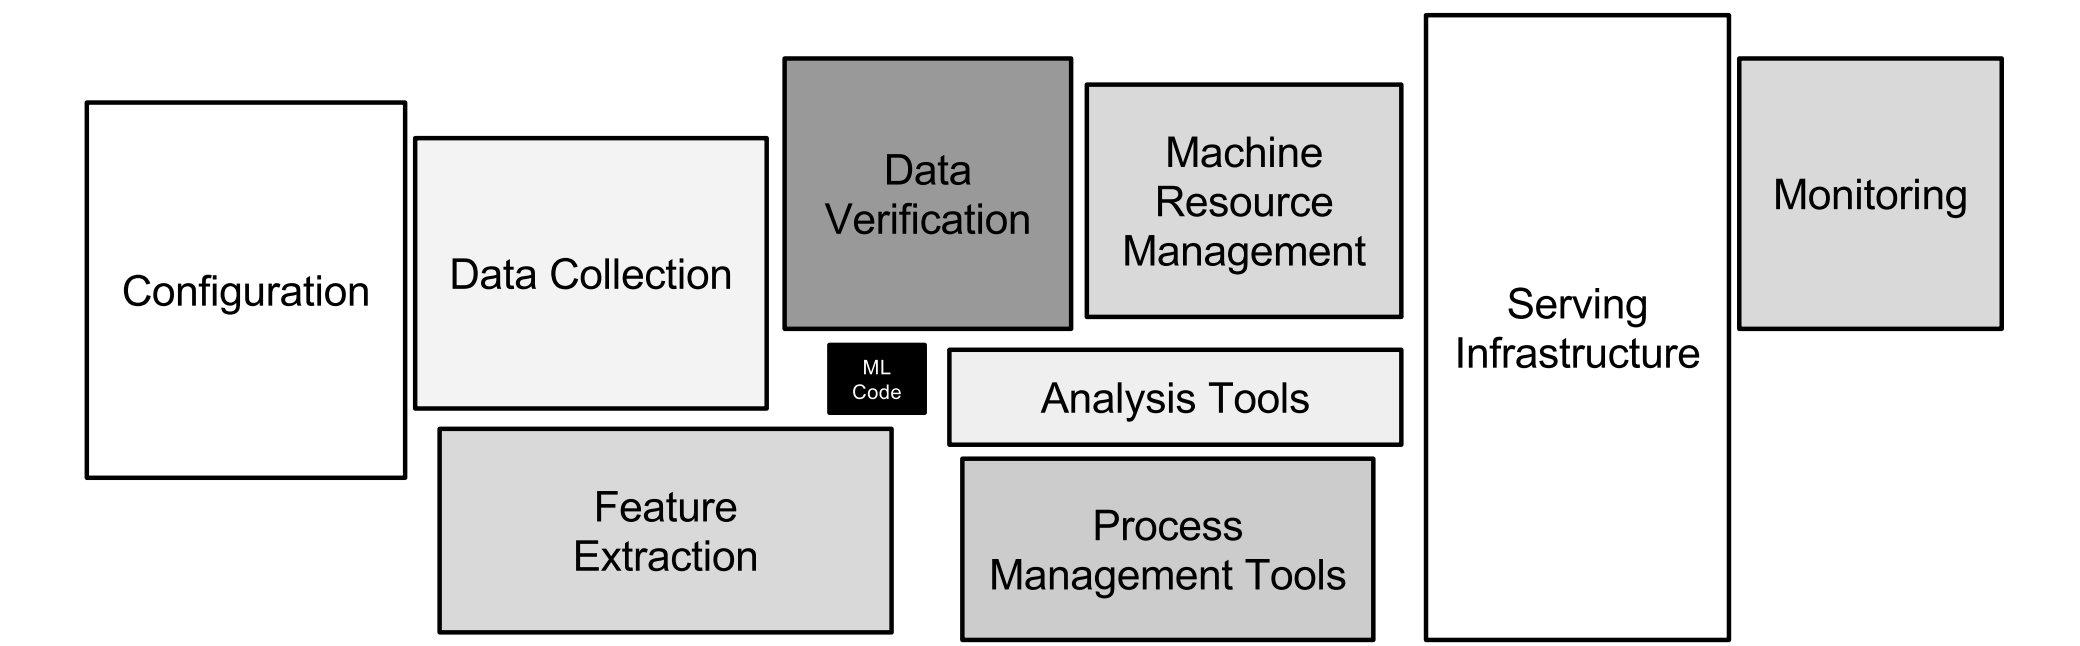 Configuration
Data Collection
Feature
Extraction
Data
Verification
ML
Code
Machine
Resource
Management
Analysis Tools
Process
Management Tools
Serving
Infrastructure
Monitoring